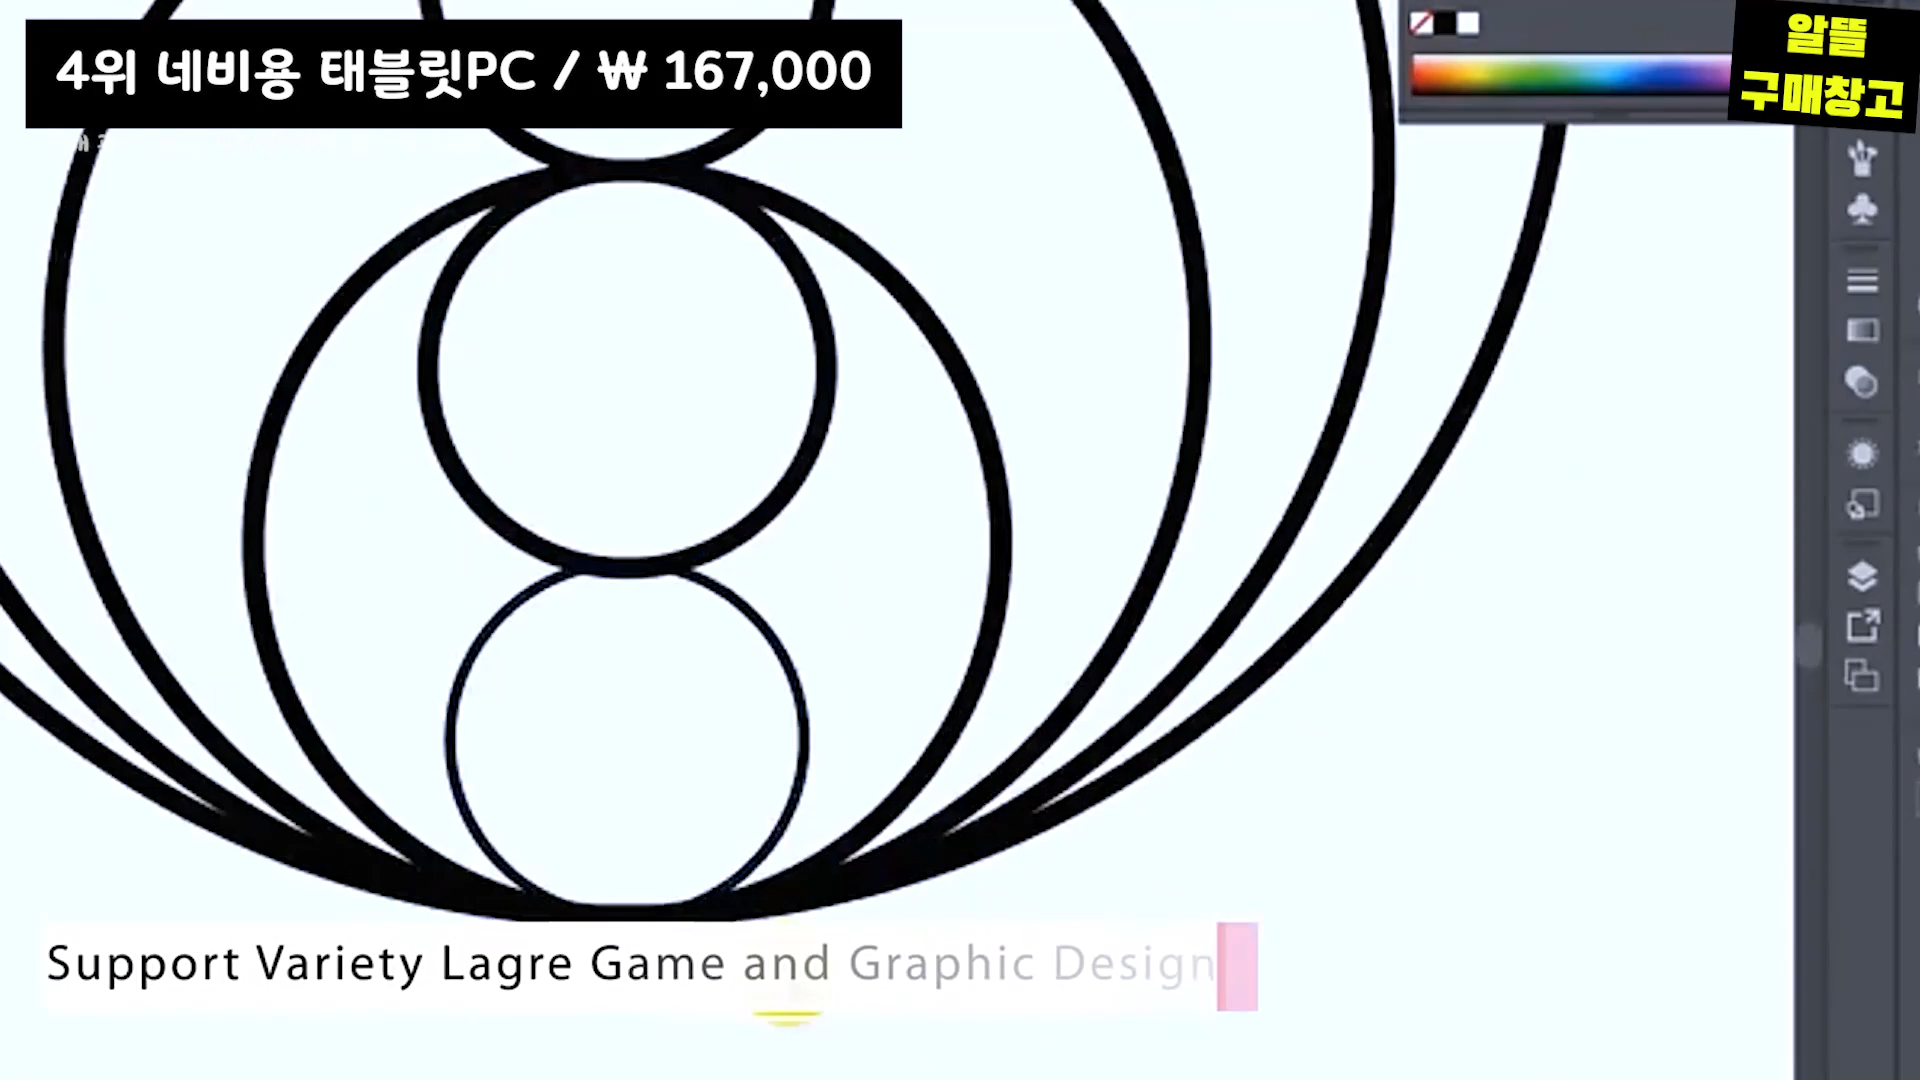 4위 네비용 태블릿PC / ₩ 167,000
알뜰
구매창고
Support Variety Lagre Game and Graphic Design